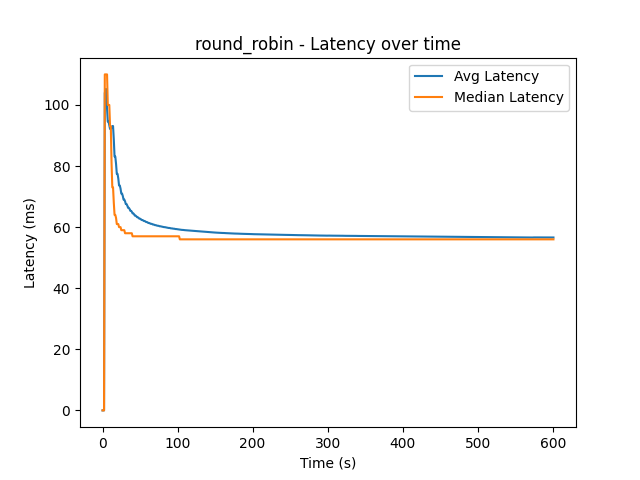 round_robin - Latency over time
Avg Latency
Median Latency
Latency (ms)
100
80
60
40
20
0
0 100 200 300 400 500 600
Time (s)